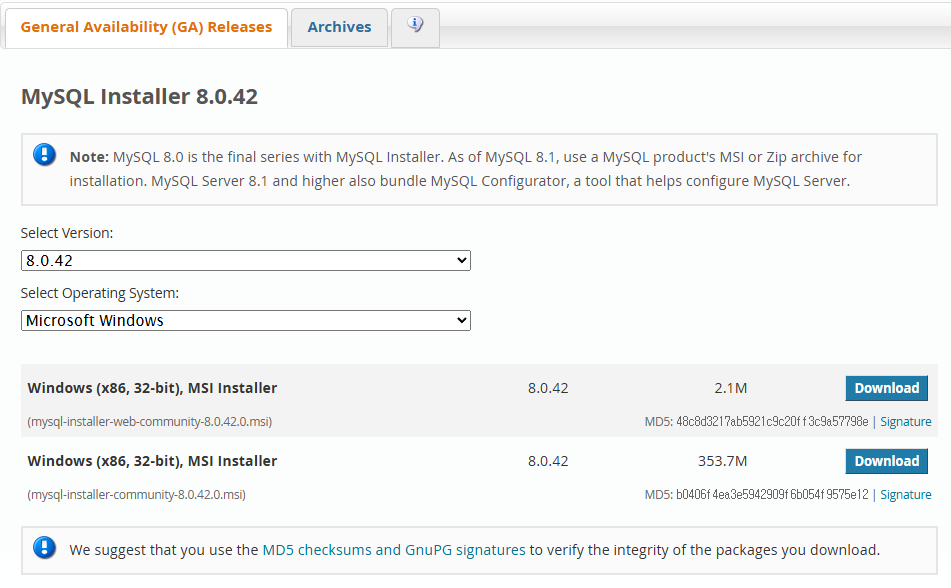 General Availability (GA) Releases Archives
MySQL Installer 8.0.42
Note: MySQL 8.0 is the final series with MySQL Installer. As of MySQL 8.1, use a MySQL product's MSI or Zip archive for
installation. MySQL Server 8.1 and higher also bundle MySQL Configurator, a tool that helps configure MySQL Server.
Select Version:
8.0.42
Select Operating System:
Microsoft Windows
Windows (x86, 32-bit), MSI Installer 8.0.42 2.1M Download
(mysql-installer-web-community-8.0.42.0.msi) MD5: 48c8d3217ab5921c9c20ff3c9a57798e | Signature
Windows (x86, 32-bit), MSI Installer 8.0.42 353.7M Download
(mysql-installer-community-8.0.42.0.msi) MD5: b0406f4ea3e5942909f6b054f9575e12 | Signature
We suggest that you use the MD5 checksums and GnuPG signatures to verify the integrity of the packages you download.